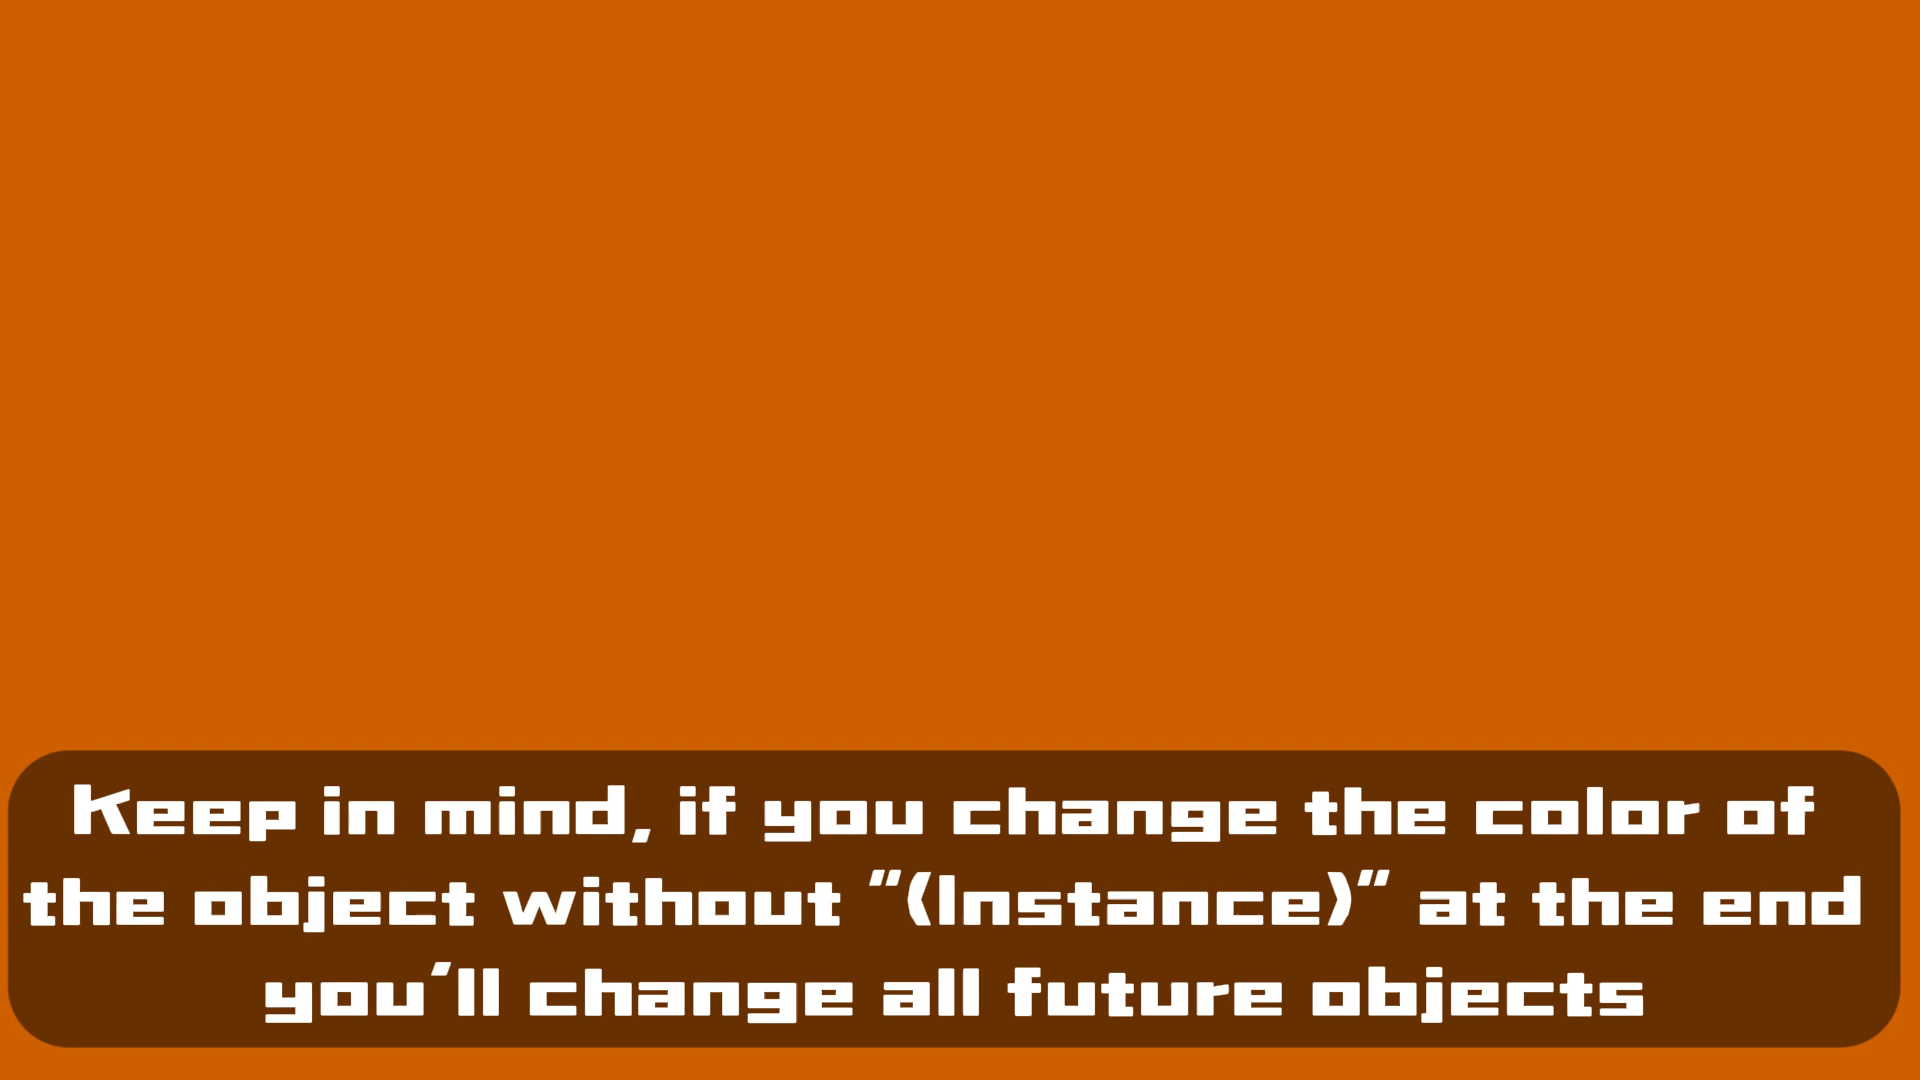 Keep in mind, if you change the color of
the object without "(Instance)" at the end
you'll change all future objects